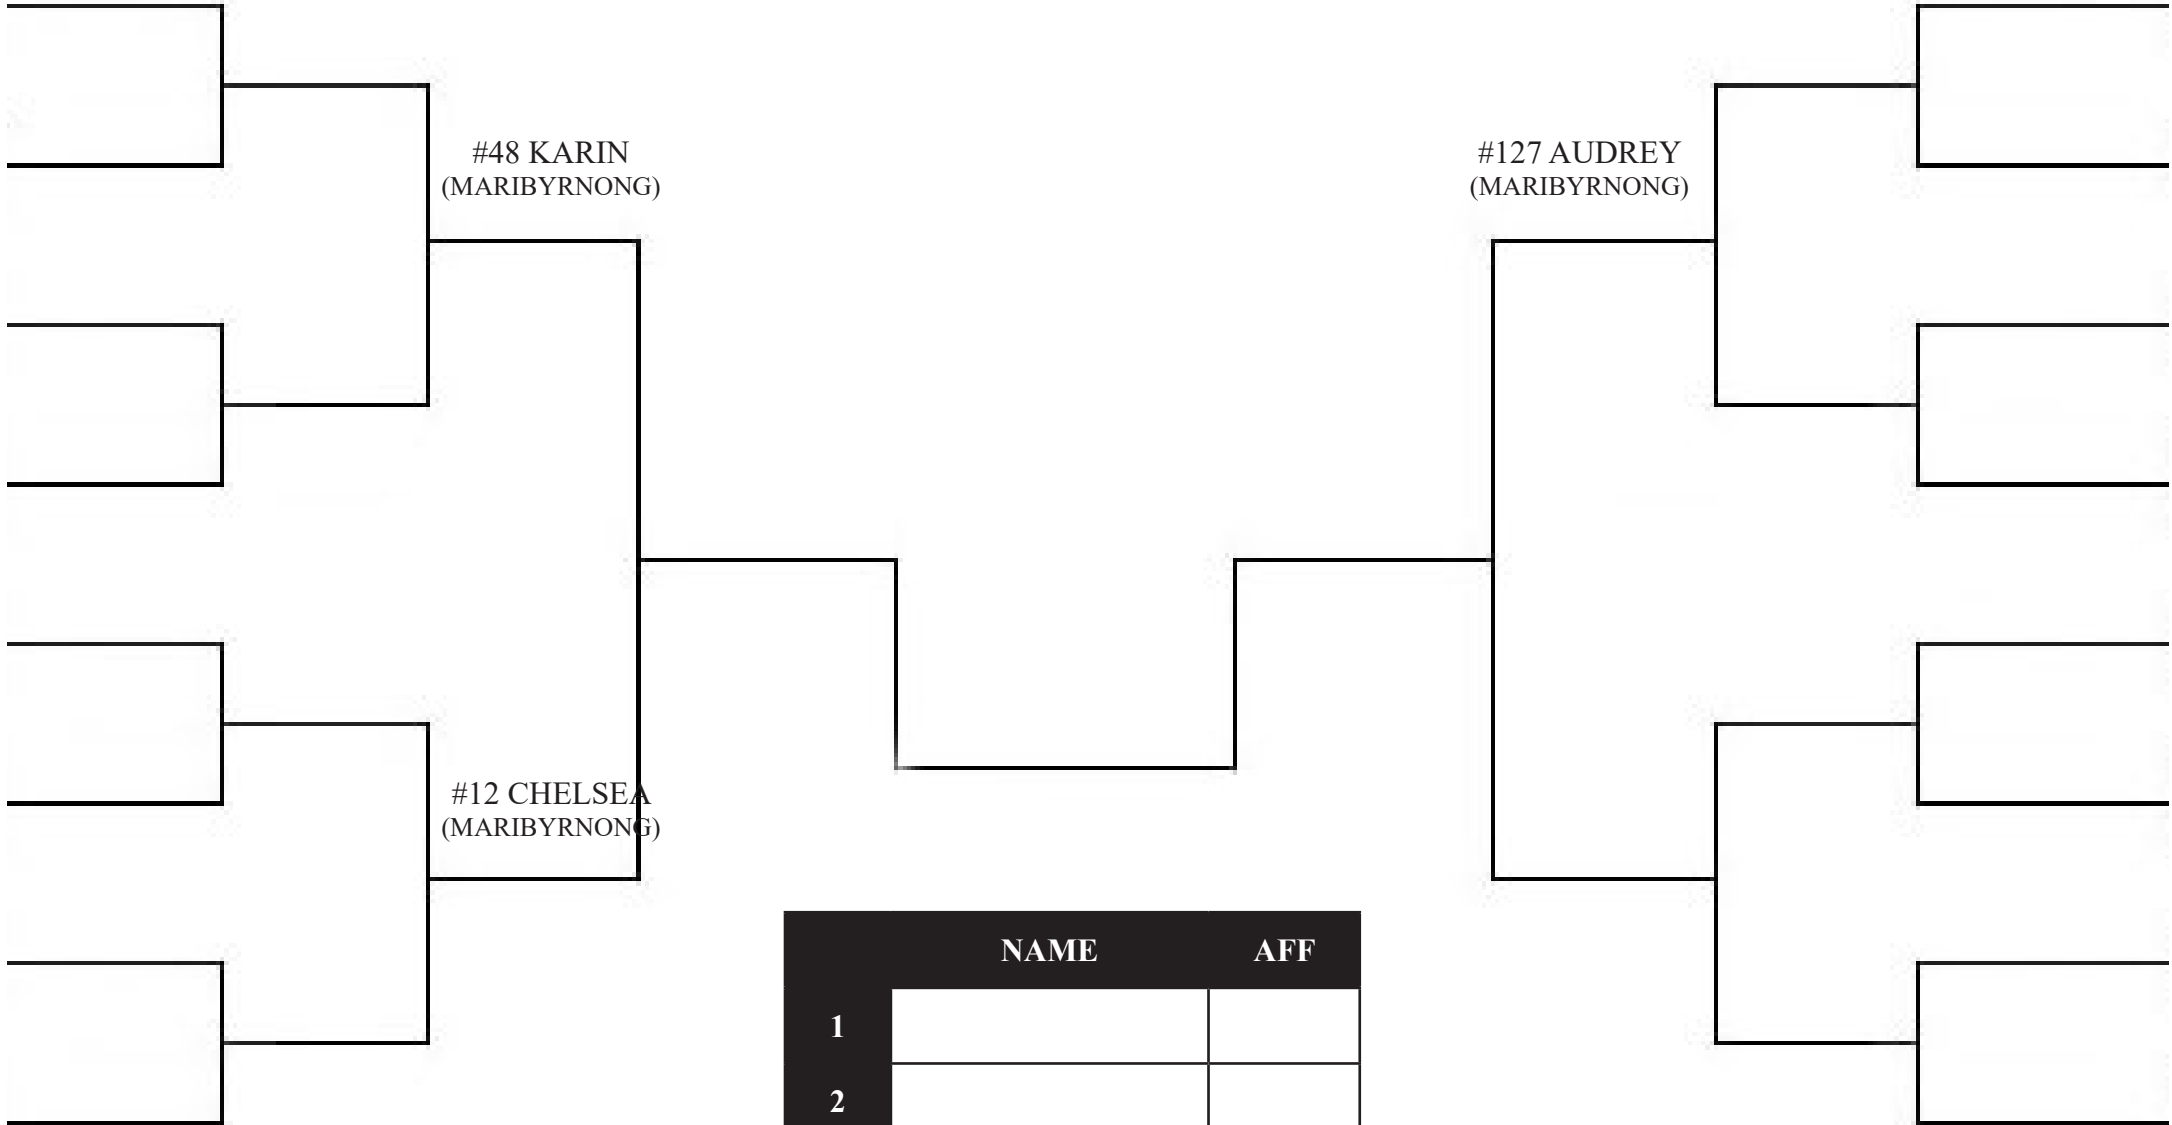 #48 KARIN
(MARIBYRNONG)
#127 AUDREY
(MARIBYRNONG)
#12 CHELSEA
(MARIBYRNONG)
NAME AFF
1
2